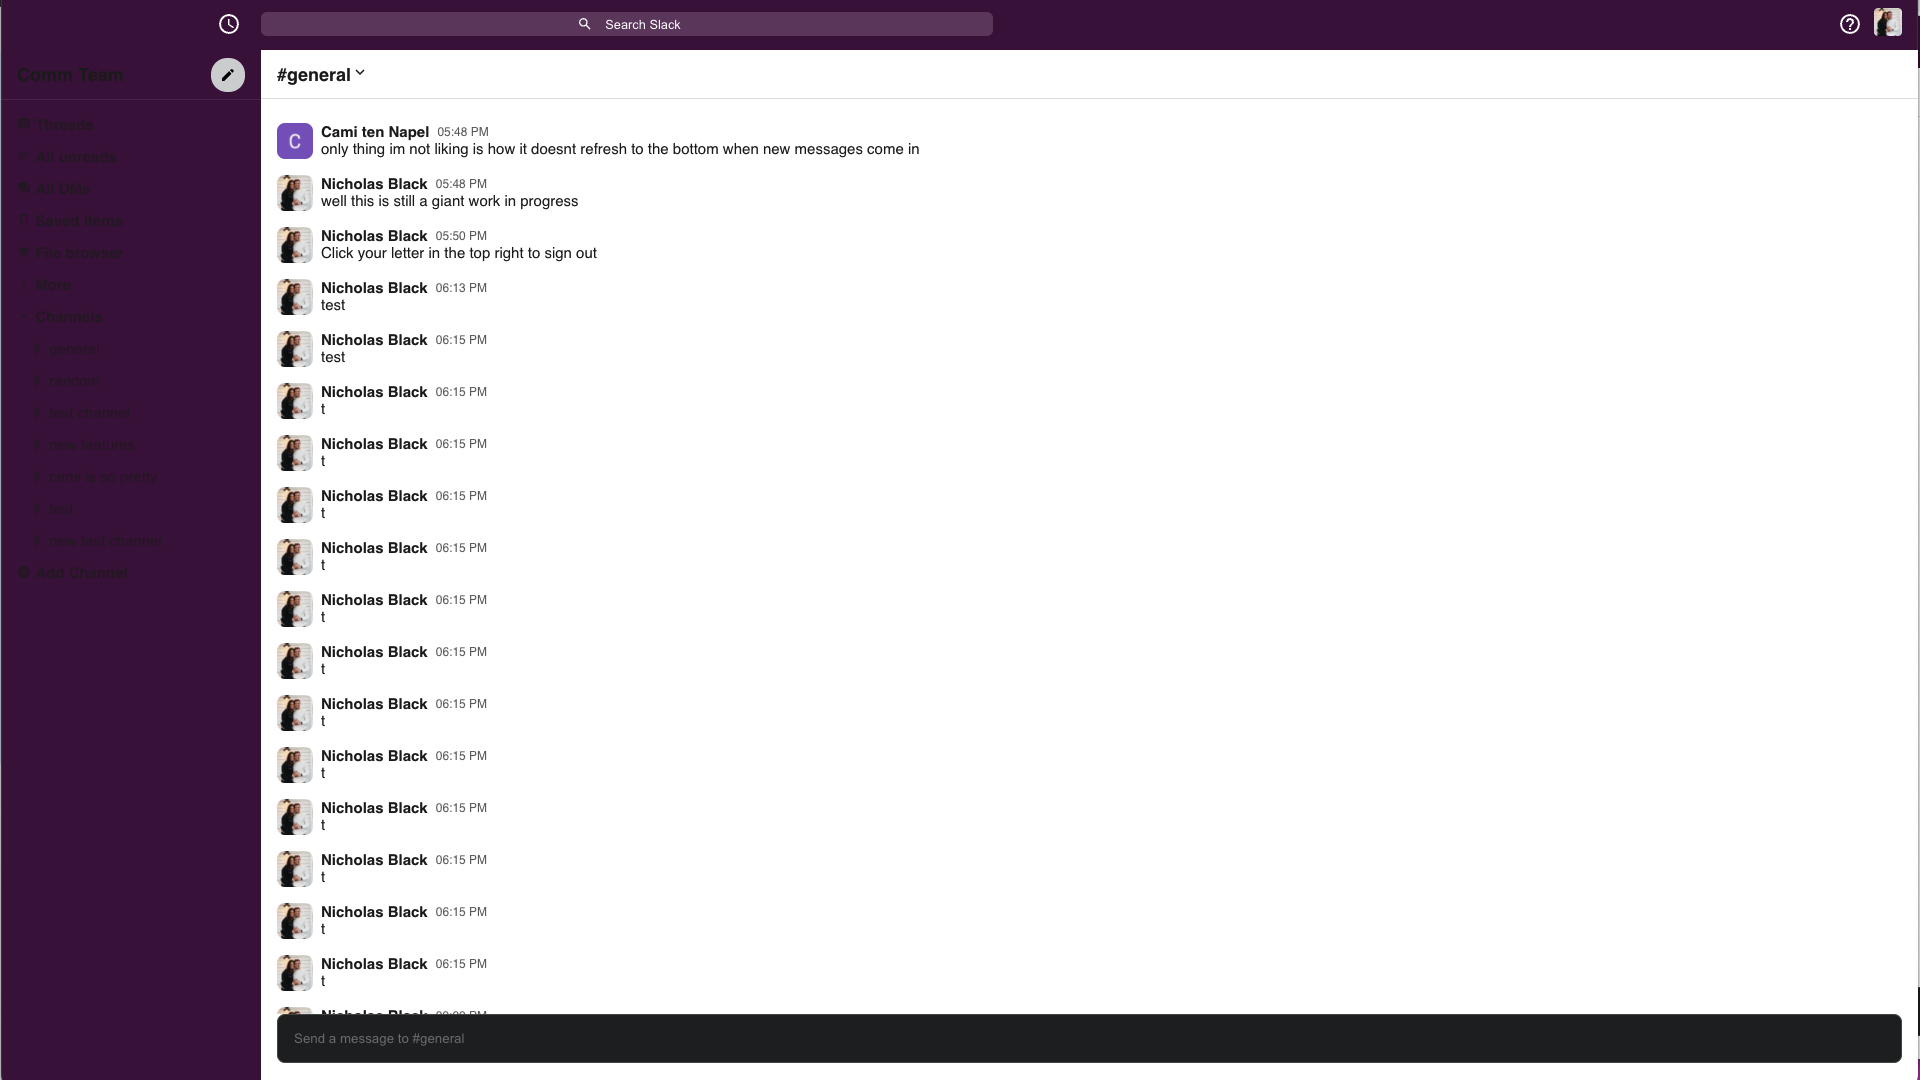 Search Slack
Comm Team
Threads
All unreads
All DMs
Saved Items
File browser
More
Channels
# general
# random
# test channel
# new features
# cami is so pretty
# test
# new test channel
Add Channel
#general
C
Cami ten Napel 05:48 PM
only thing im not liking is how it doesnt refresh to the bottom when new messages come in
Nicholas Black 05:48 PM
well this is still a giant work in progress
Nicholas Black 05:50 PM
Click your letter in the top right to sign out
Nicholas Black 06:13 PM
test
Nicholas Black 06:15 PM
test
Nicholas Black 06:15 PM
t
Nicholas Black 06:15 PM
t
Nicholas Black 06:15 PM
t
Nicholas Black 06:15 PM
t
Nicholas Black 06:15 PM
t
Nicholas Black 06:15 PM
t
Nicholas Black 06:15 PM
t
Nicholas Black 06:15 PM
t
Nicholas Black 06:15 PM
t
Nicholas Black 06:15 PM
t
Nicholas Black 06:15 PM
t
Nicholas Black 06:15 PM
t
Nicholas Black
Send a message to #general